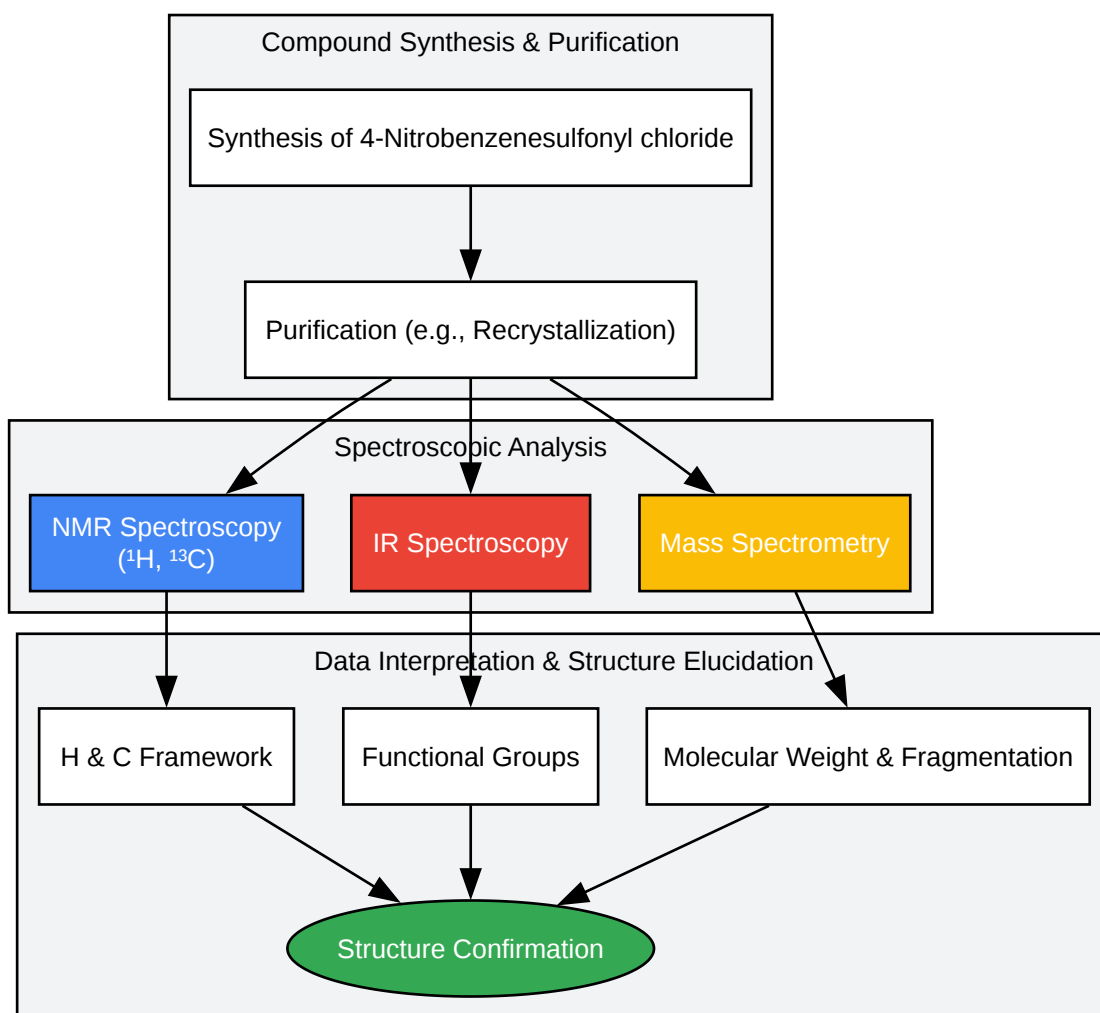 Compound Synthesis & Purification
Synthesis of 4-Nitrobenzenesulfonyl chloride
Purification (e.g., Recrystallization)
Spectroscopic Analysis
NMR Spectroscopy
(¹H, ¹³C)
IR Spectroscopy
Mass Spectrometry
Data Interpretation & Structure Elucidation
H & C Framework
Functional Groups
Molecular Weight & Fragmentation
Structure Confirmation